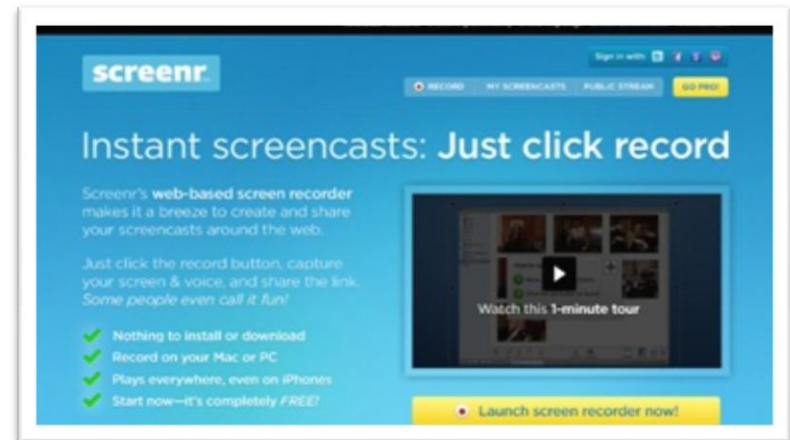 screenr
Sign in with:
RECORD MY SCREENCASTS PUBLIC STREAM GO PRO!
Instant screencasts: Just click record
Screenr's web-based screen recorder
makes it a breeze to create and share
your screencasts around the web.
Just click the record button, capture
your screen & voice, and share the link.
Some people even call it fun!
Nothing to install or download
Record on your Mac or PC
Plays everywhere, even on iPhones
Start now—it's completely FREE!
Watch this 1-minute tour
Launch screen recorder now!